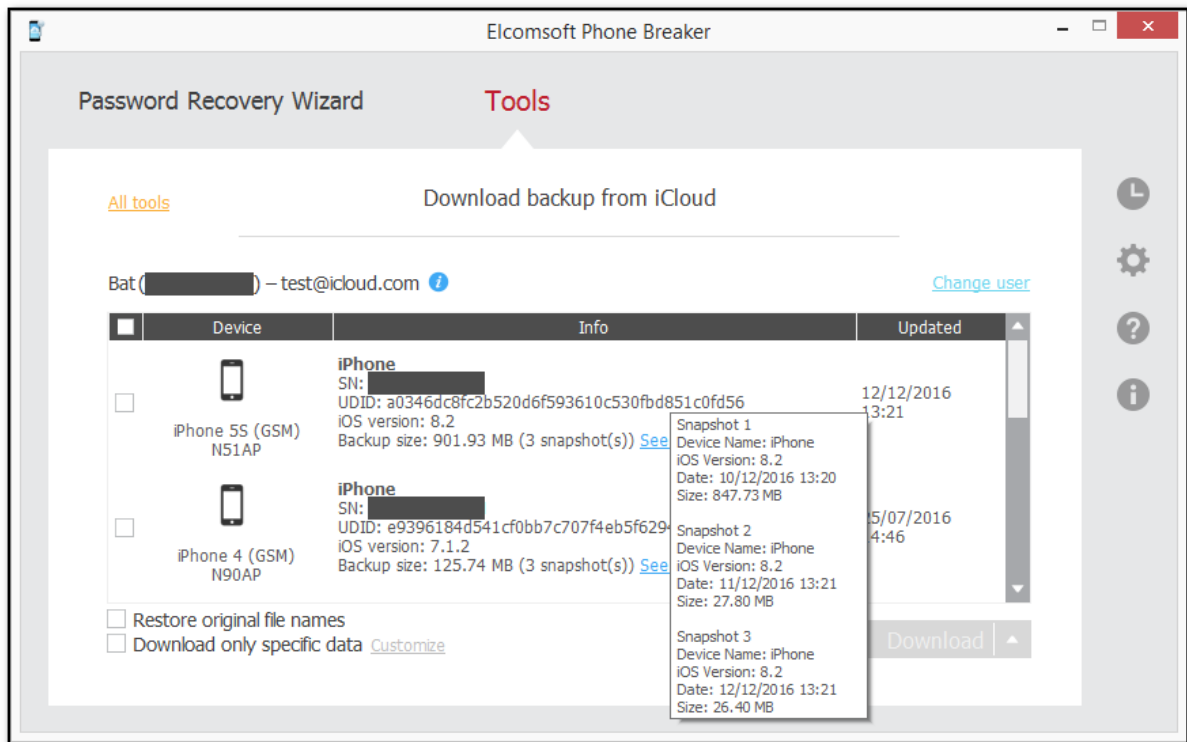 Elcomsoft Phone Breaker
Password Recovery Wizard
Tools
All tools
Download backup from iCloud
Bat ( ) – test@icloud.com
Change user
Device Info Updated
iPhone 5S (GSM)
N51AP
iPhone
SN:
UDID: a0346dc8fc2b520d6f593610c530fbd851c0fd56
iOS version: 8.2
Backup size: 901.93 MB (3 snapshot(s)) See
12/12/2016
13:21
iPhone 4 (GSM)
N90AP
iPhone
SN:
UDID: e9396184d541cf0bb7c707f4eb5f629
iOS version: 7.1.2
Backup size: 125.74 MB (3 snapshot(s)) See
5/07/2016
4:46
Snapshot 1
Device Name: iPhone
iOS Version: 8.2
Date: 10/12/2016 13:20
Size: 847.73 MB
Snapshot 2
Device Name: iPhone
iOS Version: 8.2
Date: 11/12/2016 13:21
Size: 27.80 MB
Snapshot 3
Device Name: iPhone
iOS Version: 8.2
Date: 12/12/2016 13:21
Size: 26.40 MB
Restore original file names
Download only specific data Customize
Download